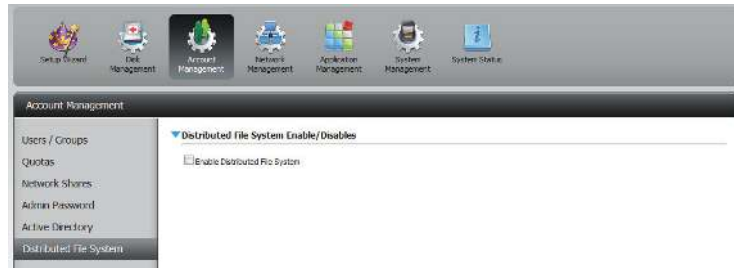 Setup Wizard
Disk
Management
Account
Management
Network
Management
Application
Management
System
Management
System Status
Account Management
Users / Groups
Quotas
Network Shares
Admin Password
Active Directory
Distributed File System
Distributed File System Enable/Disables
Enable Distributed File System